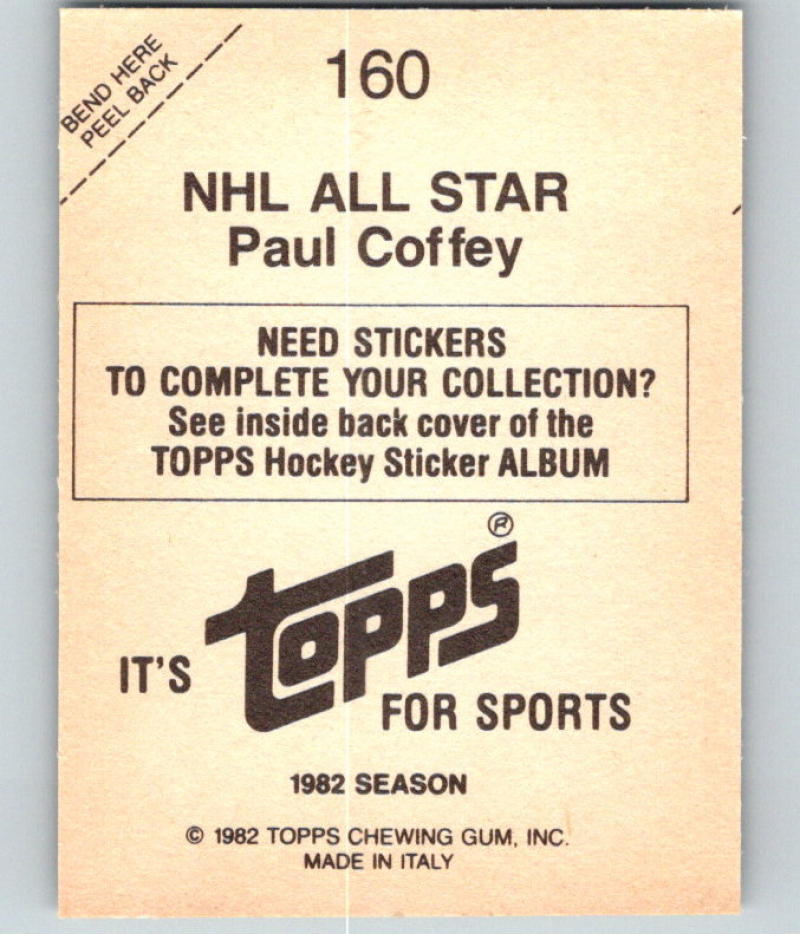 BEND HERE
PEEL BACK
160
NHL ALL STAR
Paul Coffey
NEED STICKERS
TO COMPLETE YOUR COLLECTION?
See inside back cover of the
TOPPS Hockey Sticker ALBUM
IT'S topps®
FOR SPORTS
1982 SEASON
© 1982 TOPPS CHEWING GUM, INC.
MADE IN ITALY